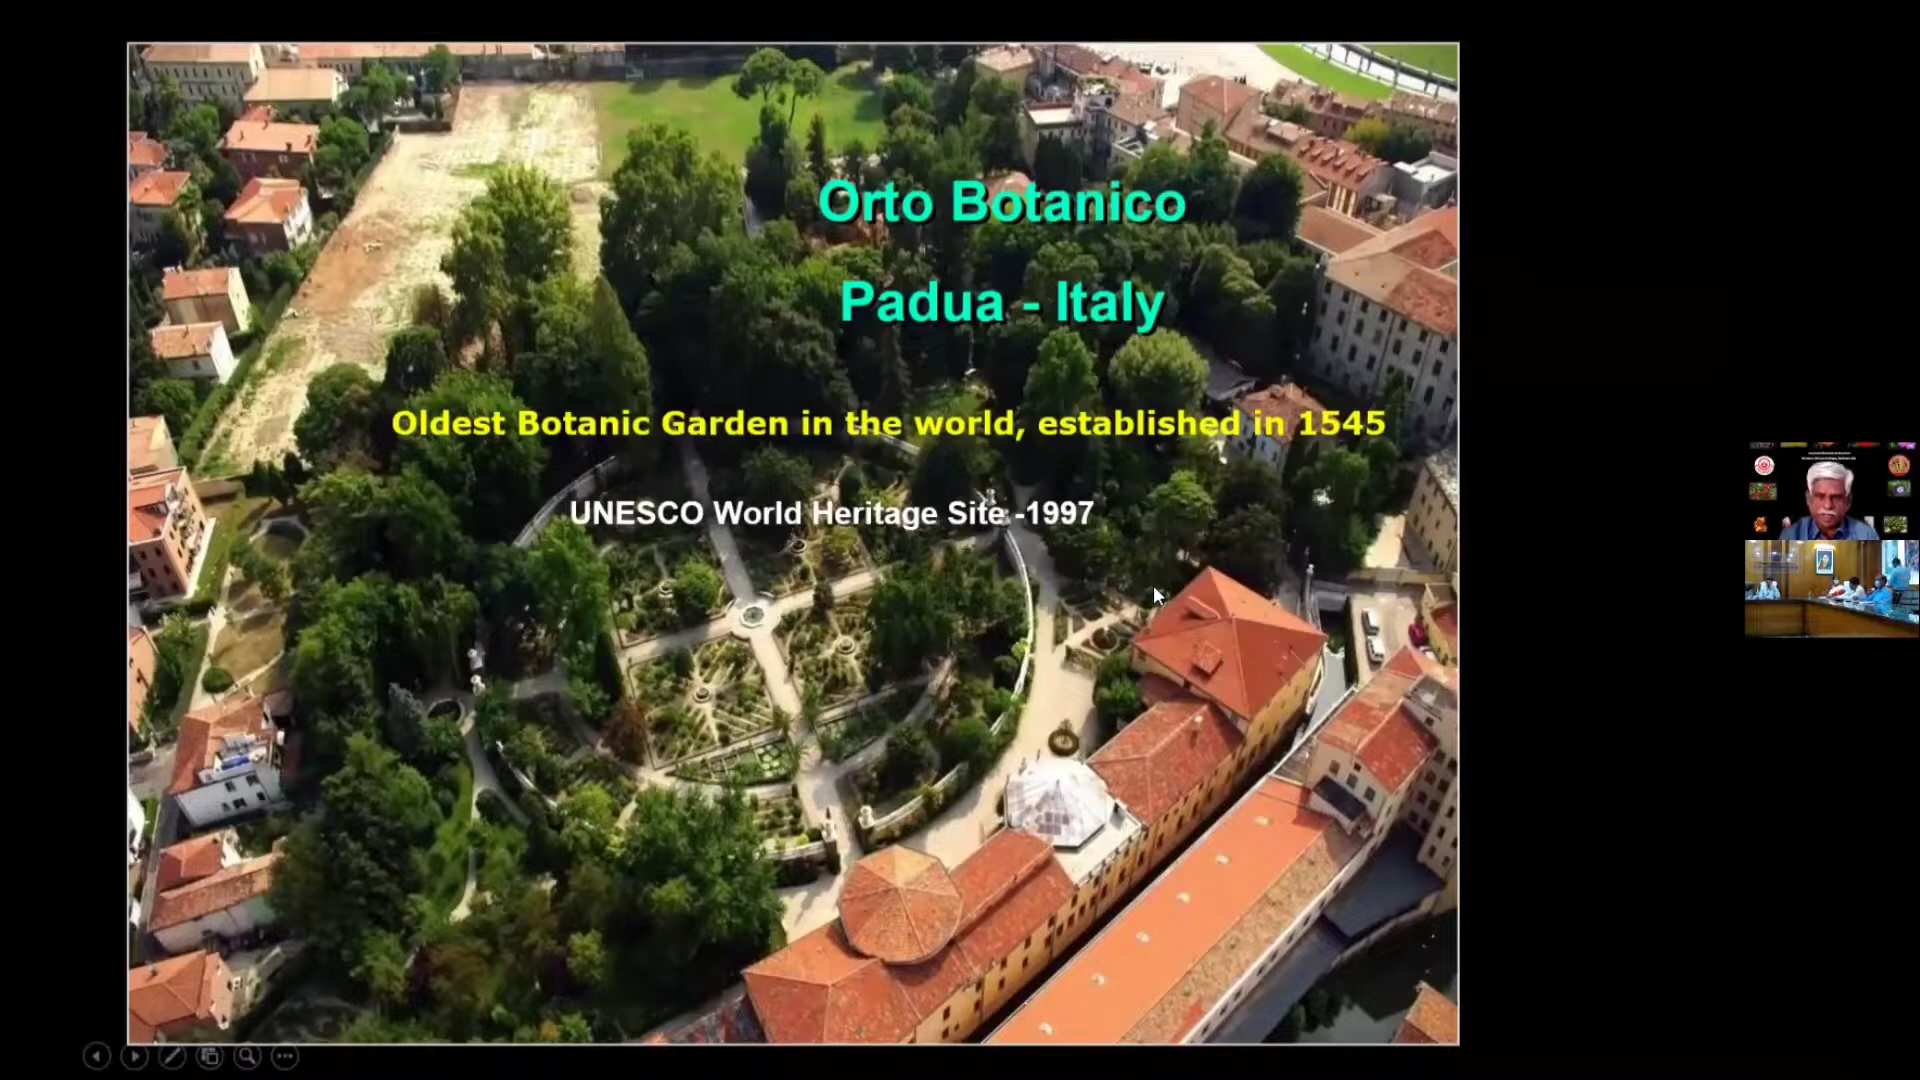 Orto Botanico
Padua - Italy
Oldest Botanic Garden in the world, established in 1545
UNESCO World Heritage Site -1997